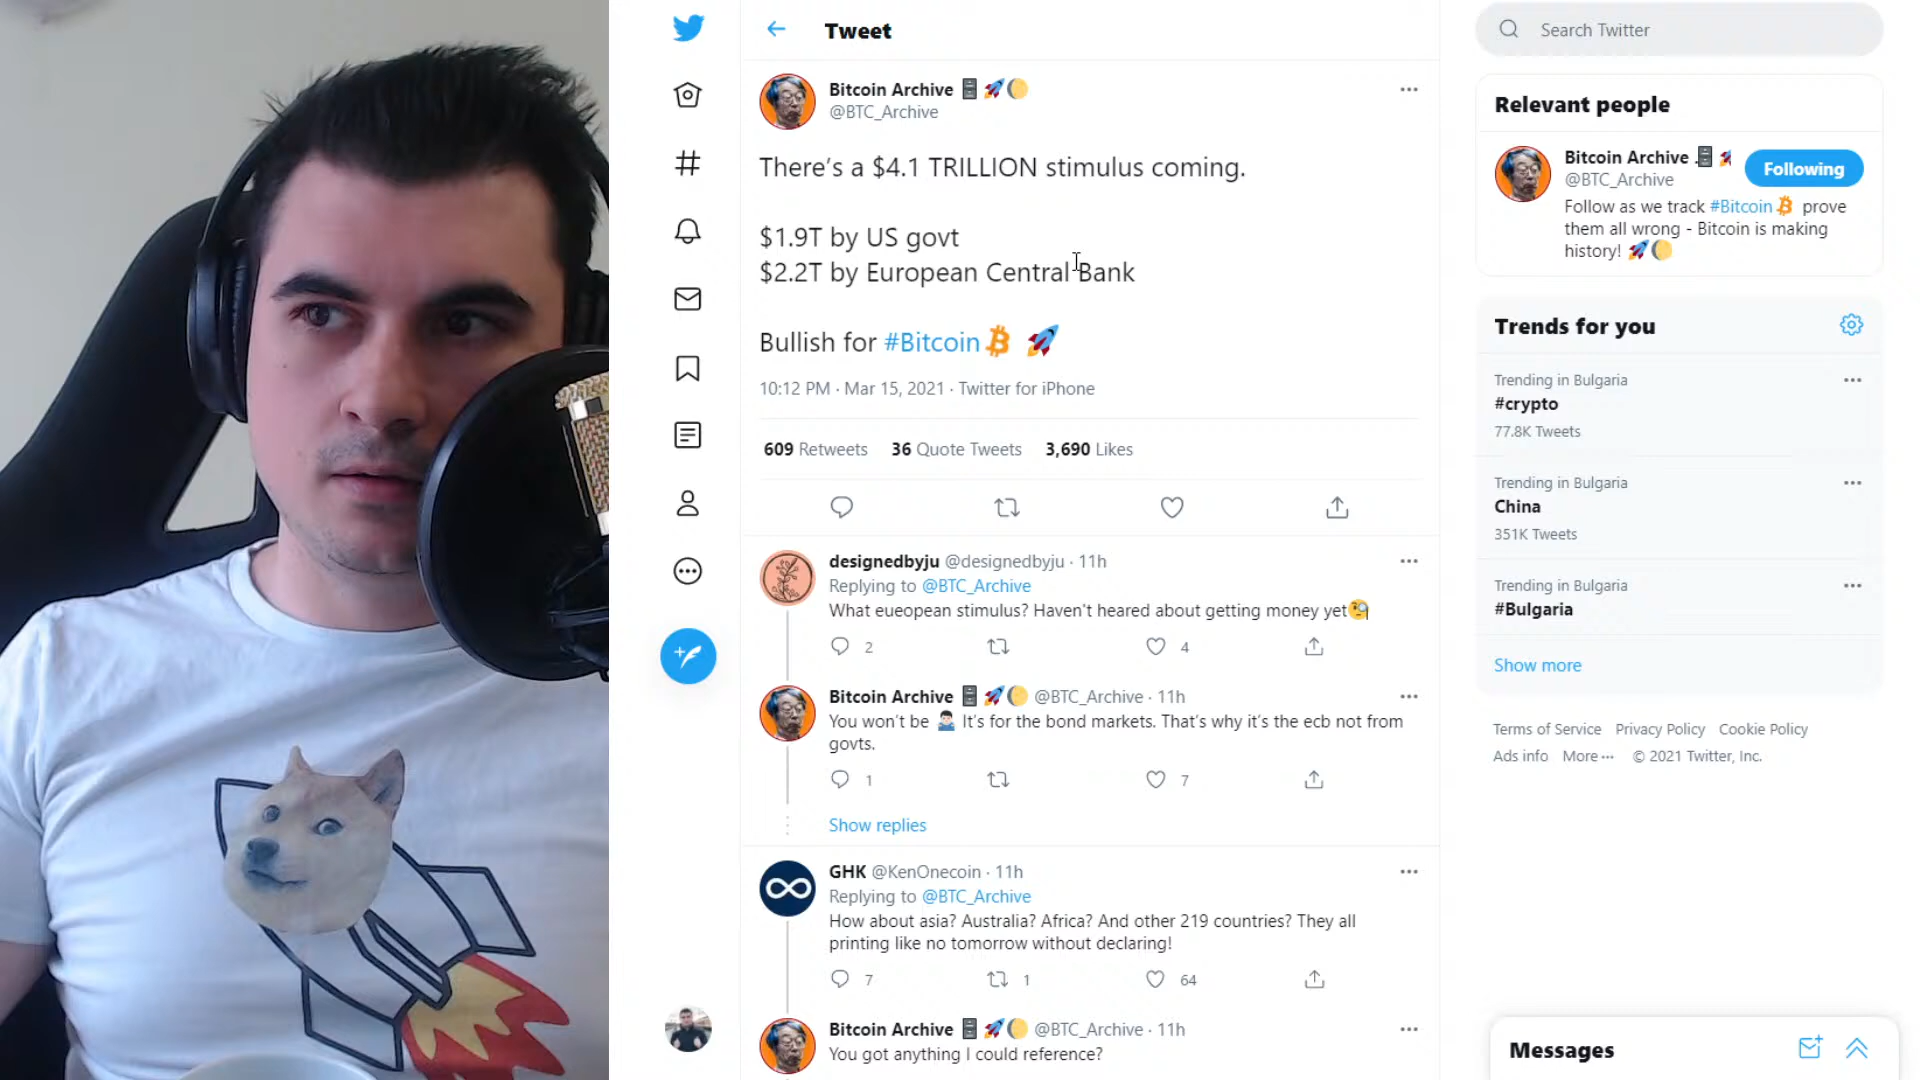 Tweet
Bitcoin Archive 🗄️🚀🌔
@BTC_Archive
There's a $4.1 TRILLION stimulus coming.
$1.9T by US govt
$2.2T by European Central Bank
Bullish for #Bitcoin 🚀
10:12 PM · Mar 15, 2021 · Twitter for iPhone
609 Retweets 36 Quote Tweets 3,690 Likes
designedbyju @designedbyju · 11h
Replying to @BTC_Archive
What eueopean stimulus? Haven't heared about getting money yet🧐
2 4
Bitcoin Archive 🗄️🚀🌔 @BTC_Archive · 11h
You won't be 🤷🏻‍♂️ It's for the bond markets. That's why it's the ecb not from
govts.
1 7
Show replies
GHK @KenOnecoin · 11h
Replying to @BTC_Archive
How about asia? Australia? Africa? And other 219 countries? They all
printing like no tomorrow without declaring!
7 1 64
Bitcoin Archive 🗄️🚀🌔 @BTC_Archive · 11h
You got anything I could reference?
Search Twitter
Relevant people
Bitcoin Archive 🗄️🚀
@BTC_Archive
Following
Follow as we track #Bitcoin prove
them all wrong - Bitcoin is making
history! 🚀🌔
Trends for you
Trending in Bulgaria
#crypto
77.8K Tweets
Trending in Bulgaria
China
351K Tweets
Trending in Bulgaria
#Bulgaria
Show more
Terms of Service Privacy Policy Cookie Policy
Ads info More ··· © 2021 Twitter, Inc.
Messages